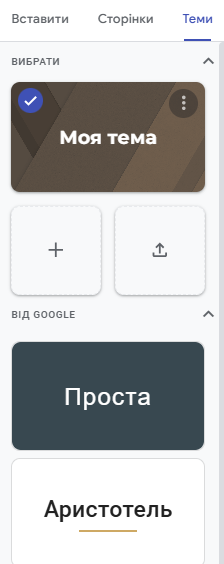 Вставити Сторінки Теми
ВИБРАТИ
Моя тема
ВІД GOOGLE
Проста
Аристотель